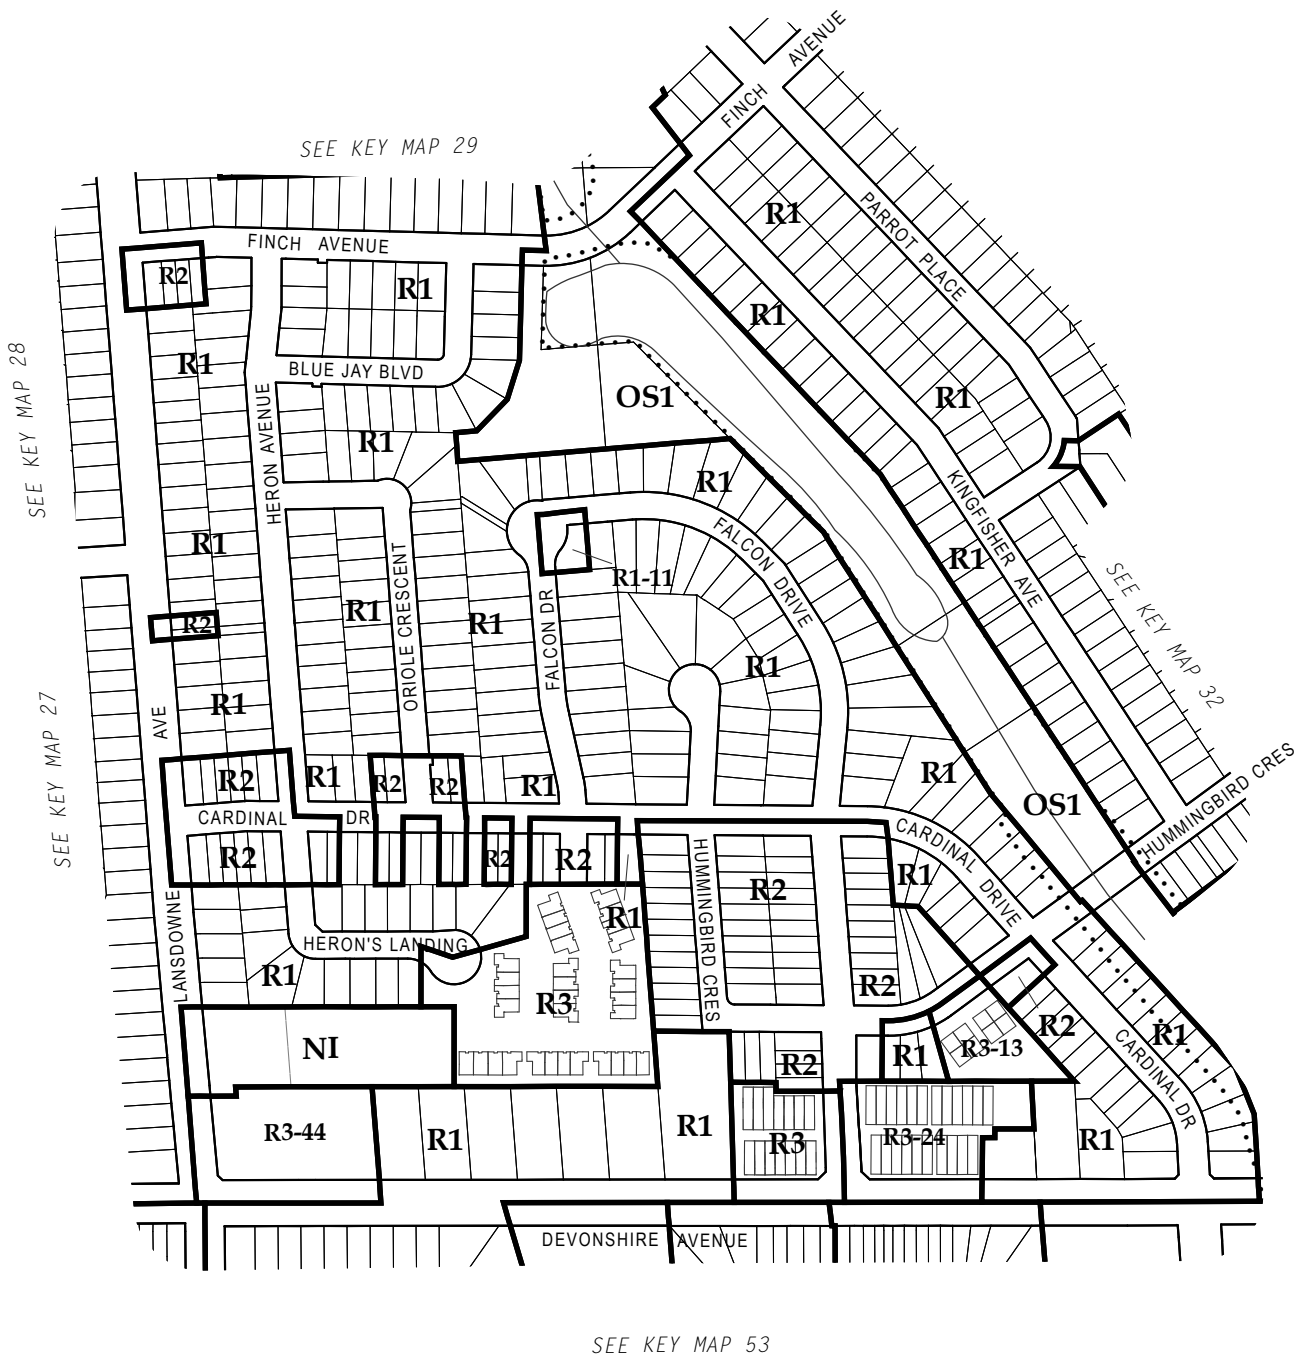 AVENUE
FINCH
SEE KEY MAP 29
R1
PARROT PLACE
FINCH AVENUE
R2
R1
R1
SEE KEY MAP 28
R1
BLUE JAY BLVD
HERON AVENUE
OS1
R1
R1
R1
KINGFISHER AVE
FALCON DRIVE
R1
R1
R1-11
ORIOLE CRESCENT
FALCON DR
SEE KEY MAP 32
R1
R2
R1
R1
SEE KEY MAP 27
AVE
R1
R2
R1
R2
R2
R1
R1
OS1
HUMMINGBIRD CRES
CARDINAL DR
CARDINAL DRIVE
R2
R2
R2
R1
R2
R1
HUMMINGBIRD CRES
LANSDOWNE
HERON'S LANDING
R1
R2
R3
NI
R2
R1
R1
R3-13
R2
CARDINAL DR
R3-44
R1
R1
R3
R3-24
R1
DEVONSHIRE AVENUE
SEE KEY MAP 53